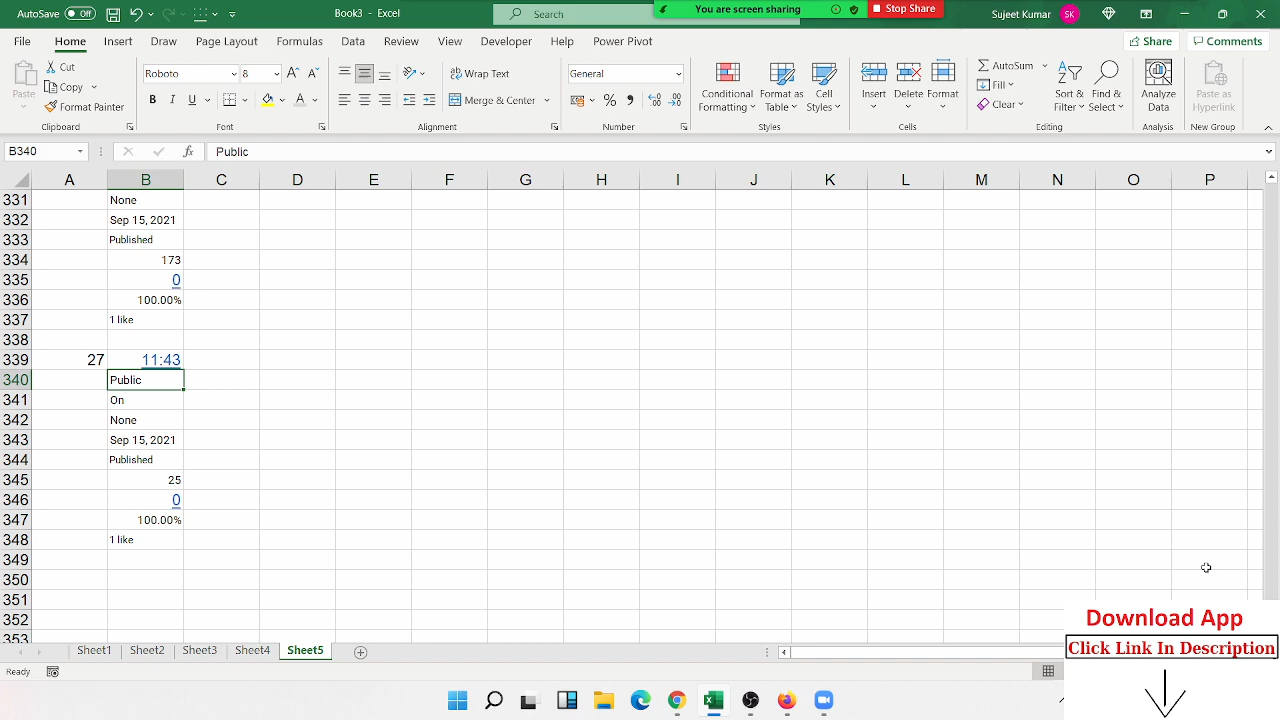 AutoSave Off
Book3 - Excel
Search
You are screen sharing
Stop Share
Sujeet Kumar
SK
File Home Insert Draw Page Layout Formulas Data Review View Developer Help Power Pivot
Share
Comments
Paste
Cut
Copy
Format Painter
Clipboard
Roboto
8
B I U
Font
Wrap Text
Merge & Center
Alignment
General
Number
Conditional Formatting
Format as Table
Cell Styles
Styles
Insert
Delete
Format
Cells
AutoSum
Fill
Clear
Sort & Filter
Find & Select
Editing
Analyze Data
Analysis
Paste as Hyperlink
New Group
B340
fx
Public
A B C D E F G H I J K L M N O P
331 None
332 Sep 15, 2021
333 Published
334 173
335 0
336 100.00%
337 1 like
338
339 27 11:43
340 Public
341 On
342 None
343 Sep 15, 2021
344 Published
345 25
346 0
347 100.00%
348 1 like
349
350
351
352
353
Sheet1 Sheet2 Sheet3 Sheet4 Sheet5
Ready
Download App
Click Link In Description